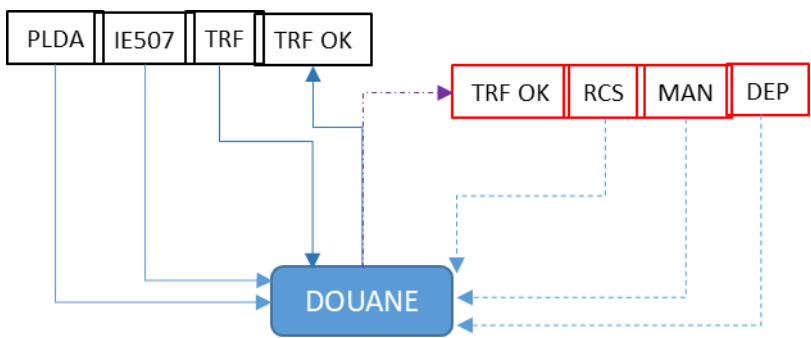 PLDA IE507 TRF TRF OK
TRF OK RCS MAN DEP
DOUANE